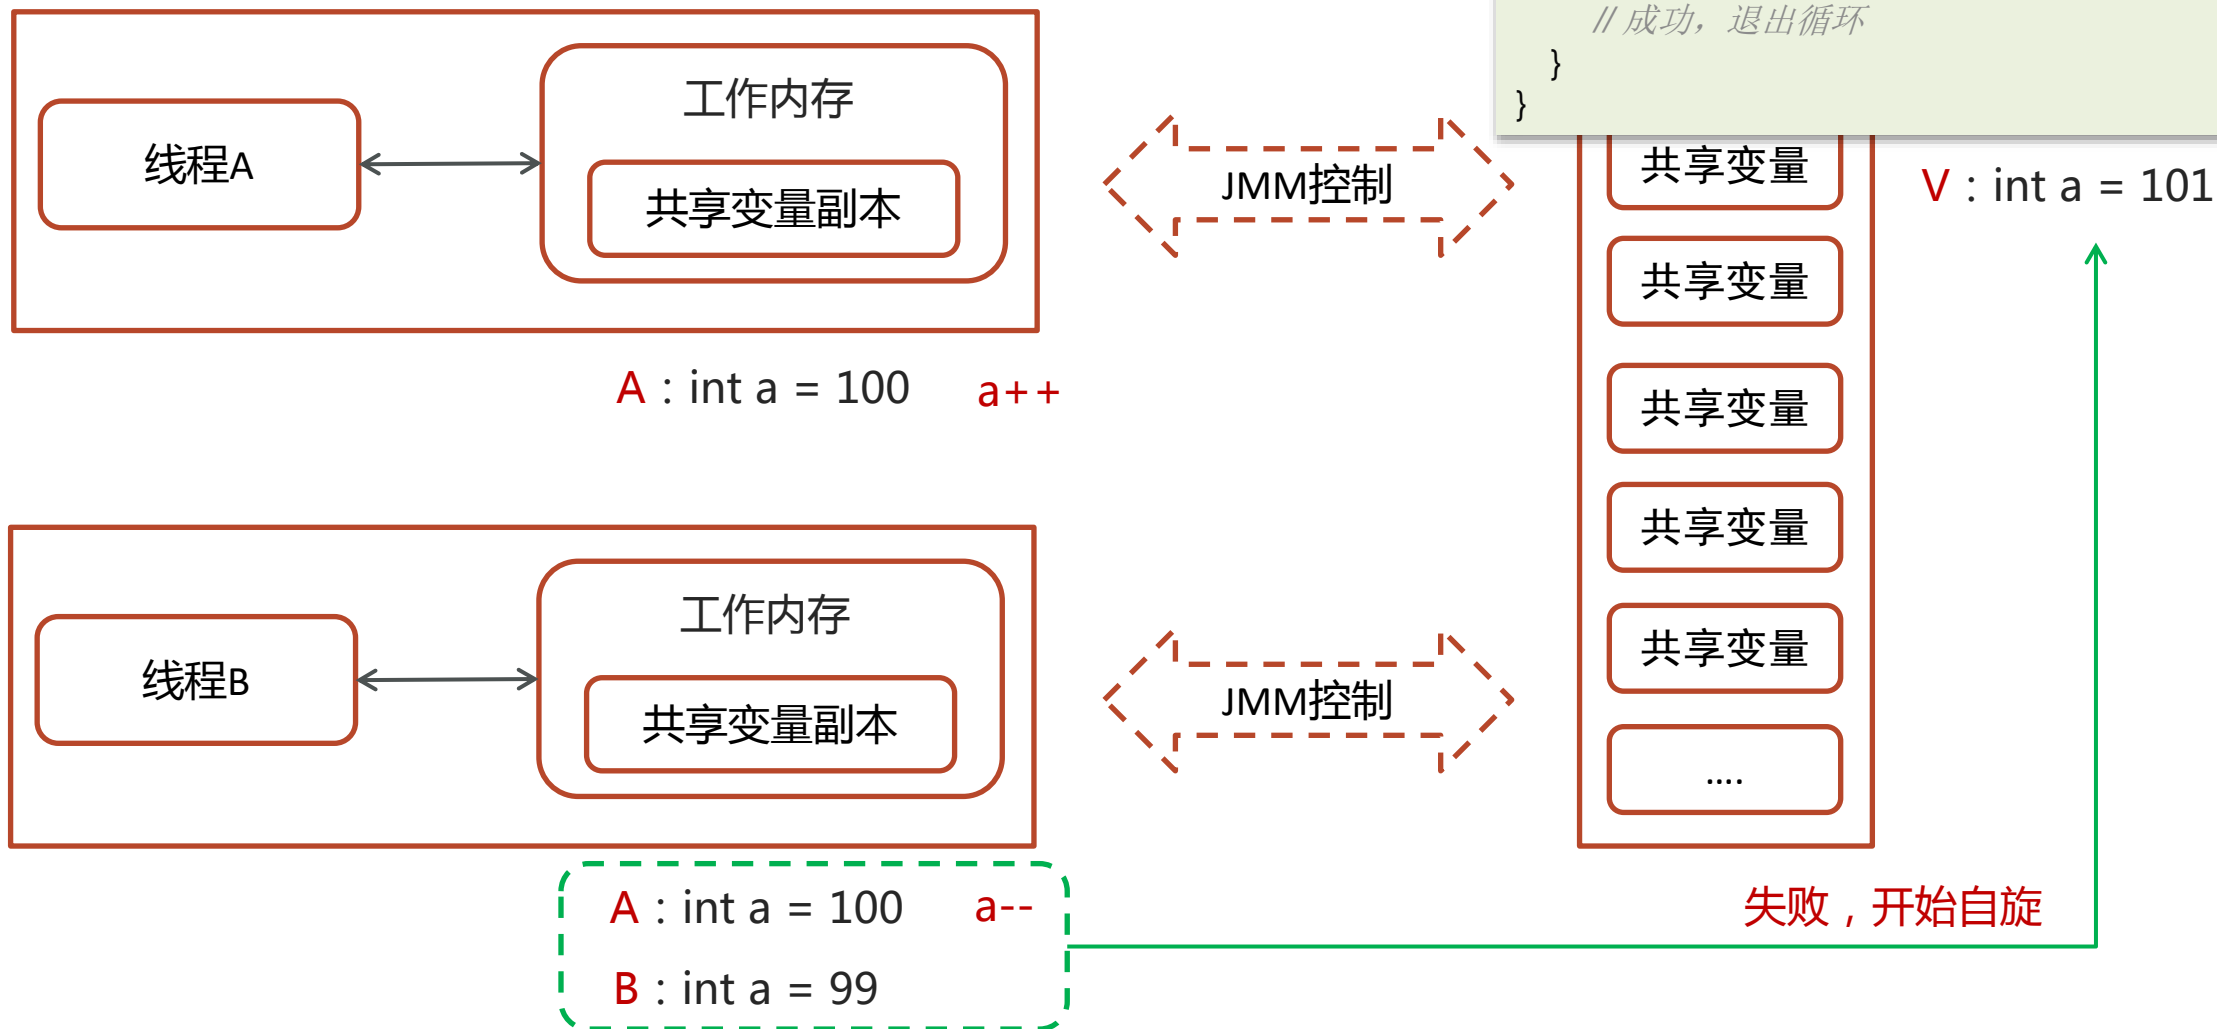 // 成功，退出循环
}
}
工作内存
线程A
共享变量副本
JMM控制
共享变量
V：int a = 101
共享变量
A：int a = 100 a++
共享变量
共享变量
工作内存
线程B
共享变量副本
JMM控制
共享变量
....
A：int a = 100 a--
失败，开始自旋
B：int a = 99